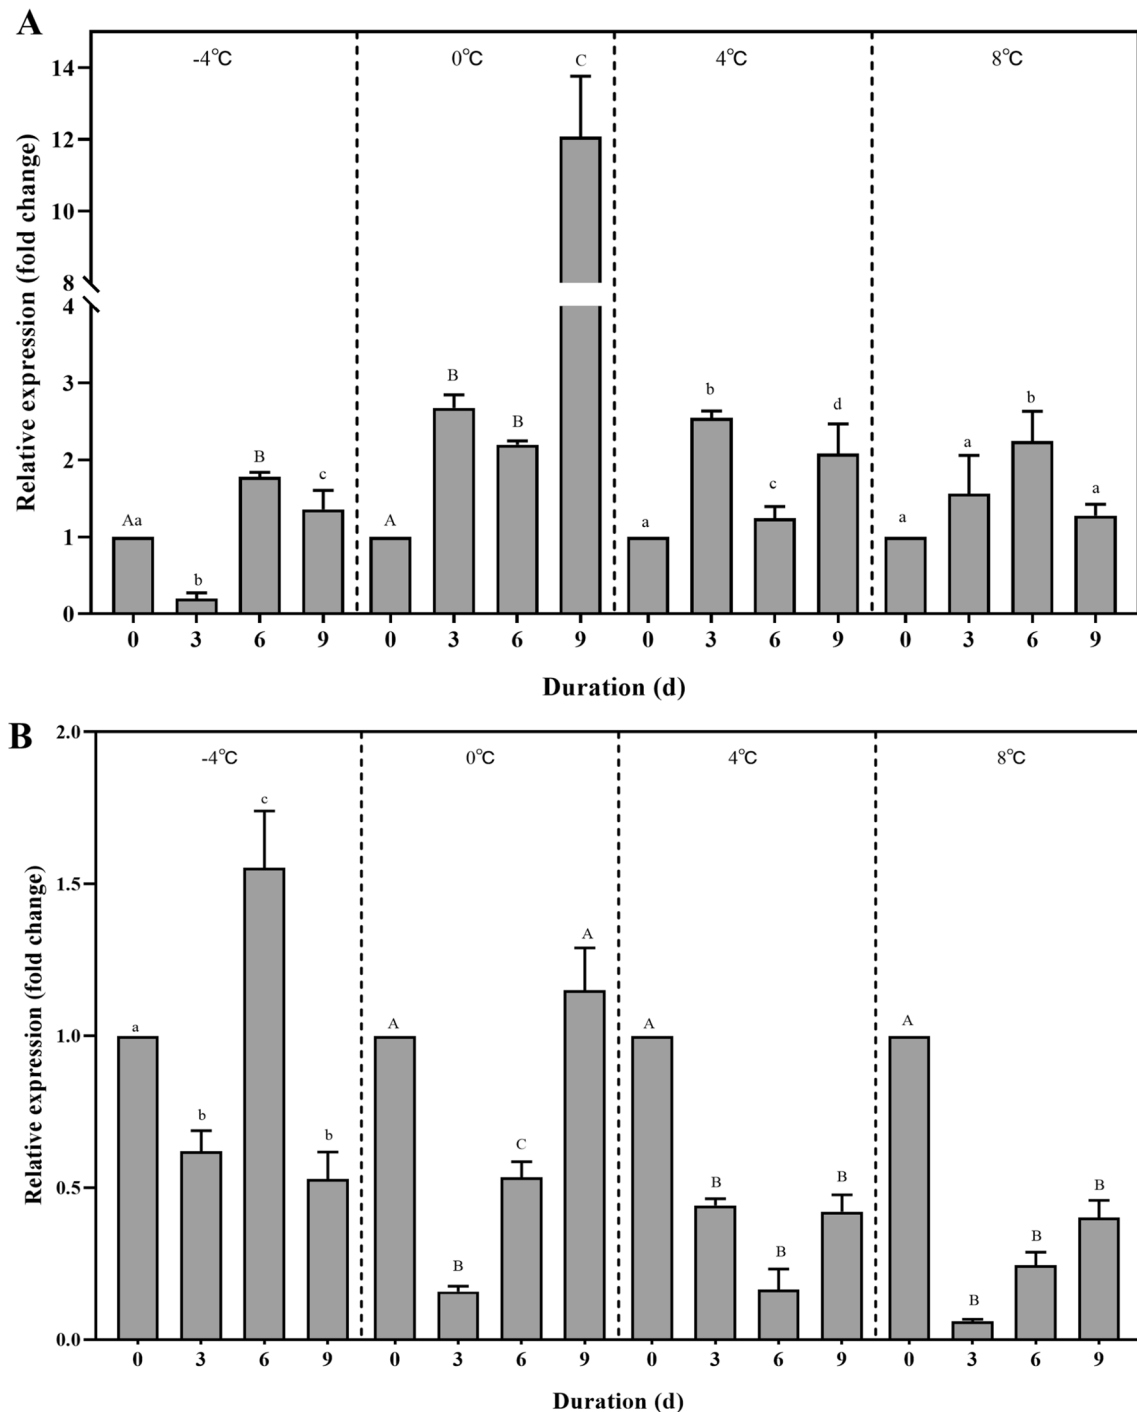 A
-4℃ 0℃ 4℃ 8℃
Relative expression (fold change)
14
12
10
8
4
3
2
1
0
Aa b B c A B B C a b c d a a b a
0 3 6 9 0 3 6 9 0 3 6 9 0 3 6 9
Duration (d)
B
-4℃ 0℃ 4℃ 8℃
Relative expression (fold change)
2.0
1.5
1.0
0.5
0.0
a b c b A B C A A B B B A B B B
0 3 6 9 0 3 6 9 0 3 6 9 0 3 6 9
Duration (d)